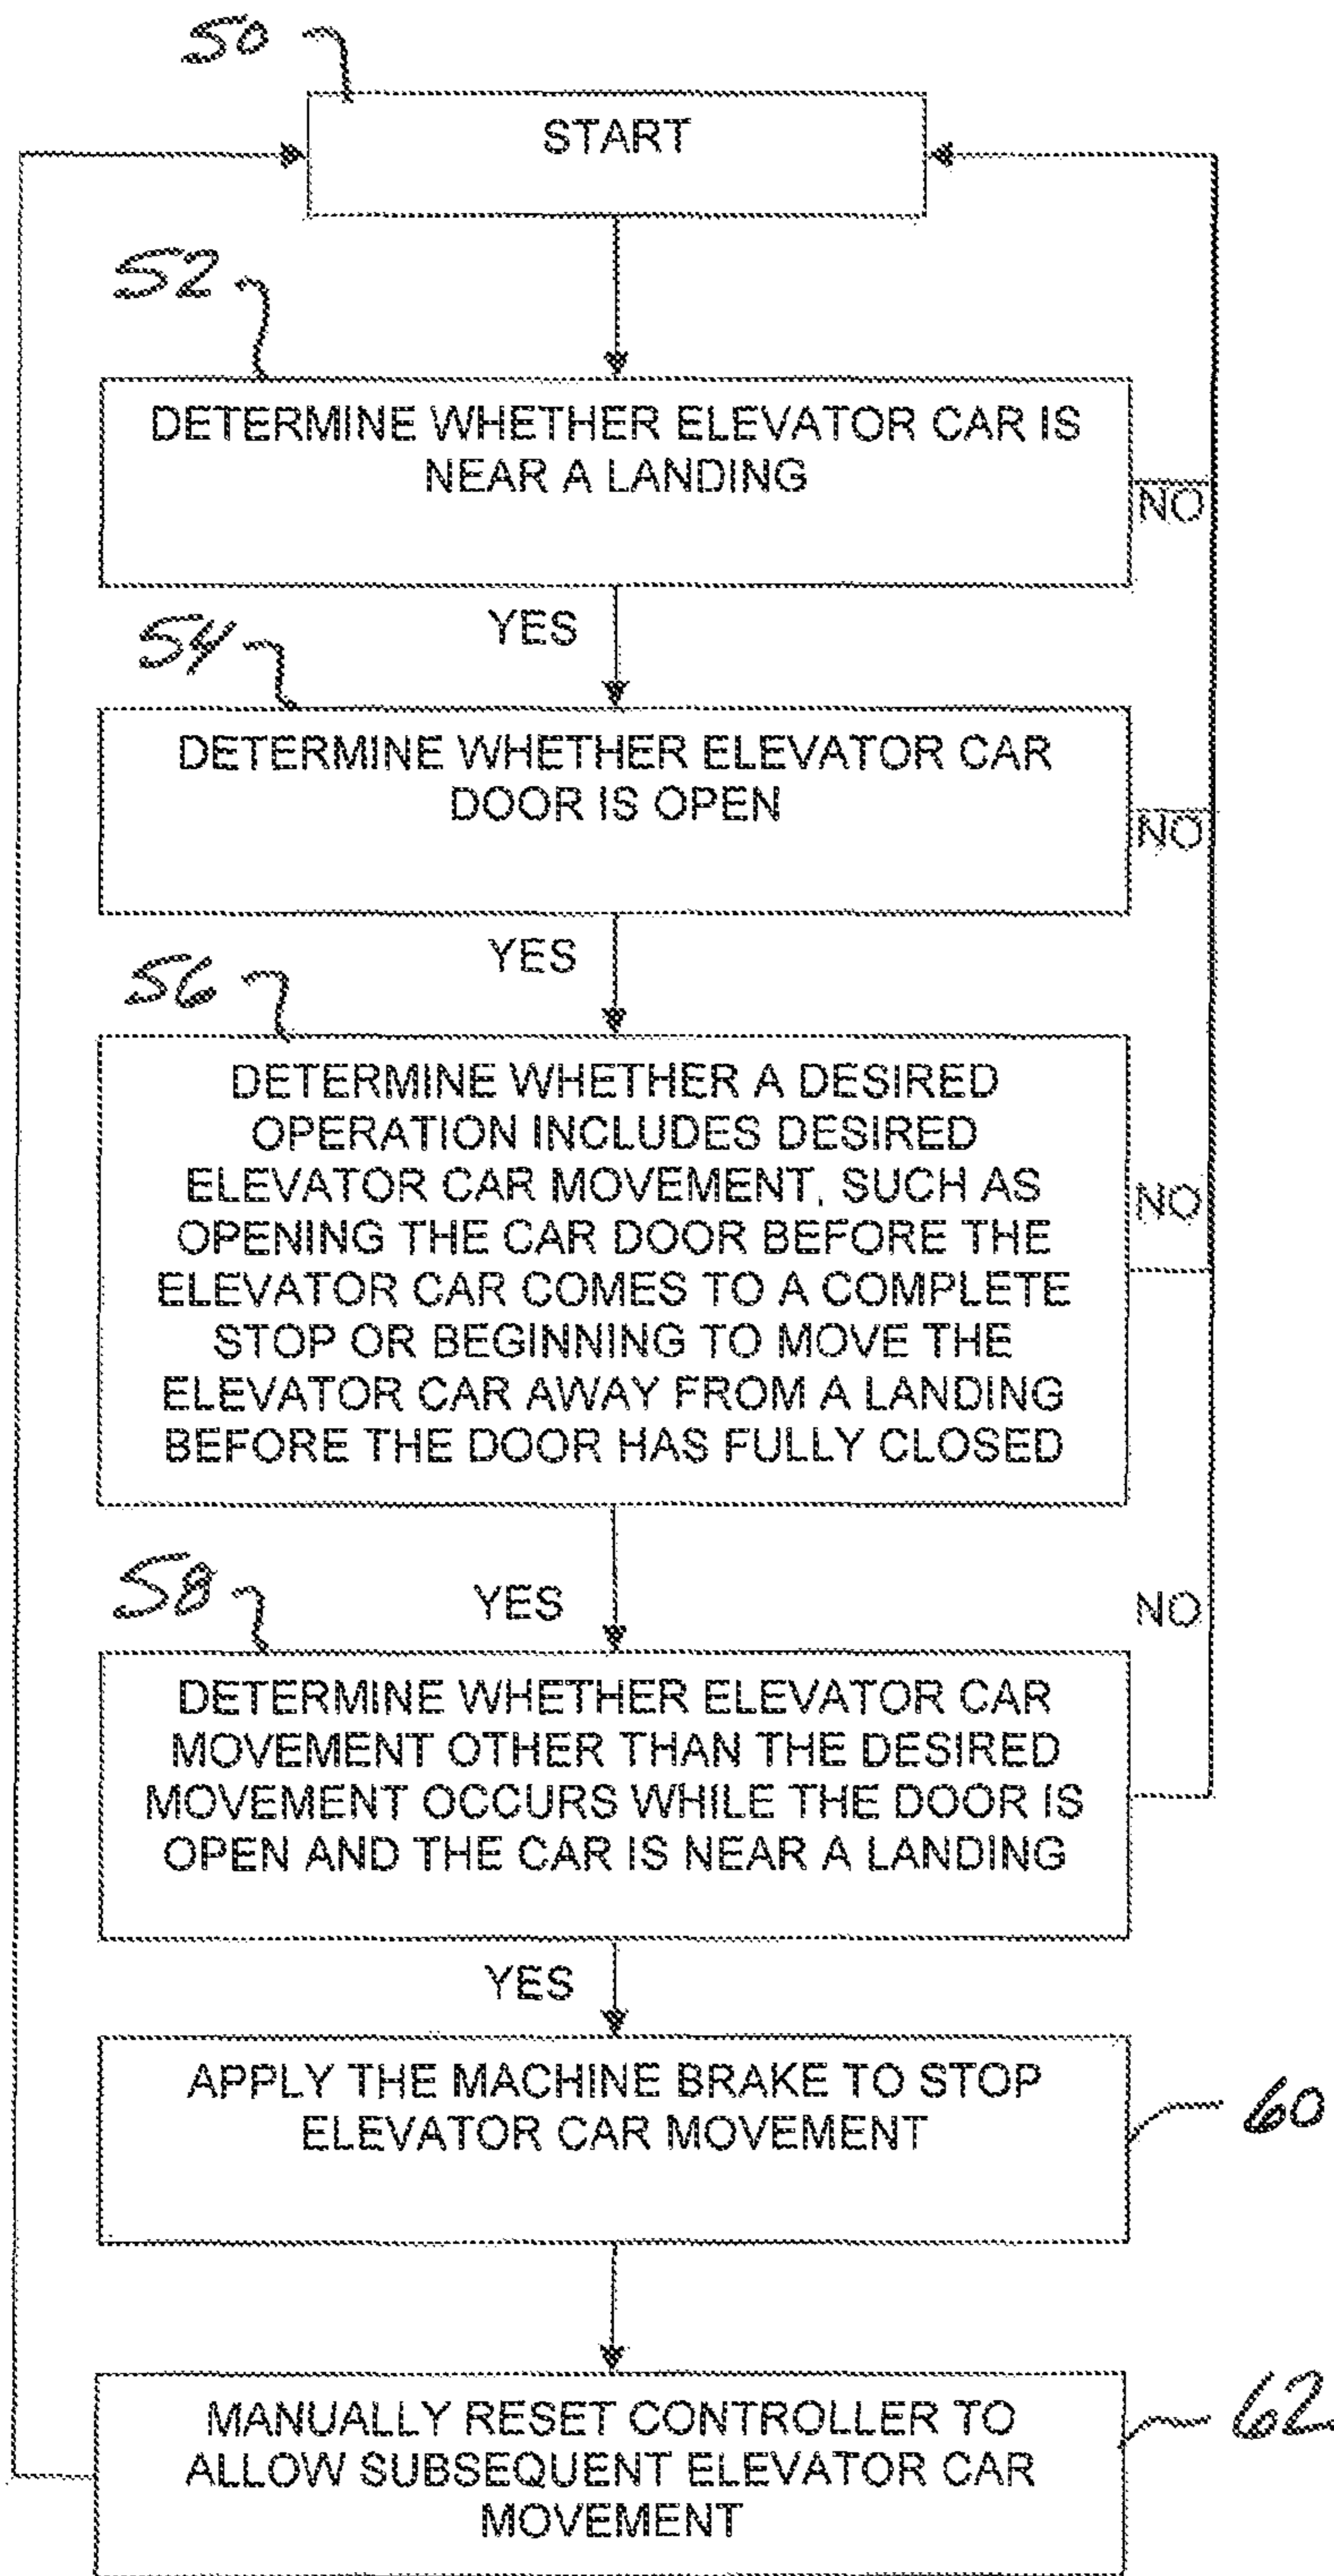 50
START
52
DETERMINE WHETHER ELEVATOR CAR IS
NEAR A LANDING
NO
YES
54
DETERMINE WHETHER ELEVATOR CAR
DOOR IS OPEN
NO
YES
56
DETERMINE WHETHER A DESIRED
OPERATION INCLUDES DESIRED
ELEVATOR CAR MOVEMENT, SUCH AS
OPENING THE CAR DOOR BEFORE THE
ELEVATOR CAR COMES TO A COMPLETE
STOP OR BEGINNING TO MOVE THE
ELEVATOR CAR AWAY FROM A LANDING
BEFORE THE DOOR HAS FULLY CLOSED
NO
58
YES
NO
DETERMINE WHETHER ELEVATOR CAR
MOVEMENT OTHER THAN THE DESIRED
MOVEMENT OCCURS WHILE THE DOOR IS
OPEN AND THE CAR IS NEAR A LANDING
YES
APPLY THE MACHINE BRAKE TO STOP
ELEVATOR CAR MOVEMENT
60
MANUALLY RESET CONTROLLER TO
ALLOW SUBSEQUENT ELEVATOR CAR
MOVEMENT
62